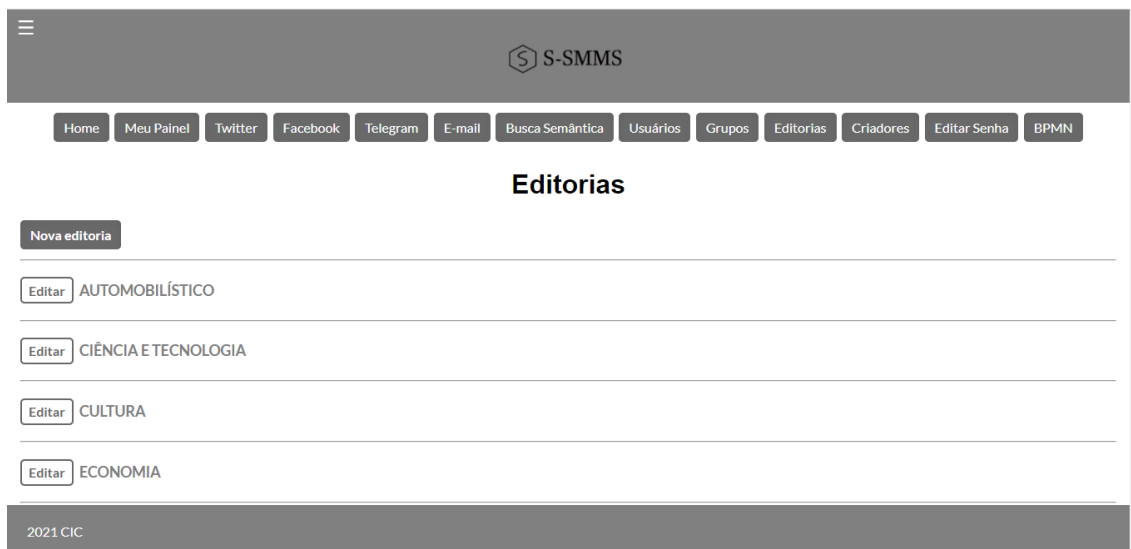 S-SMMS
Home Meu Painel Twitter Facebook Telegram E-mail Busca Semântica Usuários Grupos Editorias Criadores Editar Senha BPMN
Editorias
Nova editoria
Editar AUTOMOBILÍSTICO
Editar CIÊNCIA E TECNOLOGIA
Editar CULTURA
Editar ECONOMIA
2021 CIC